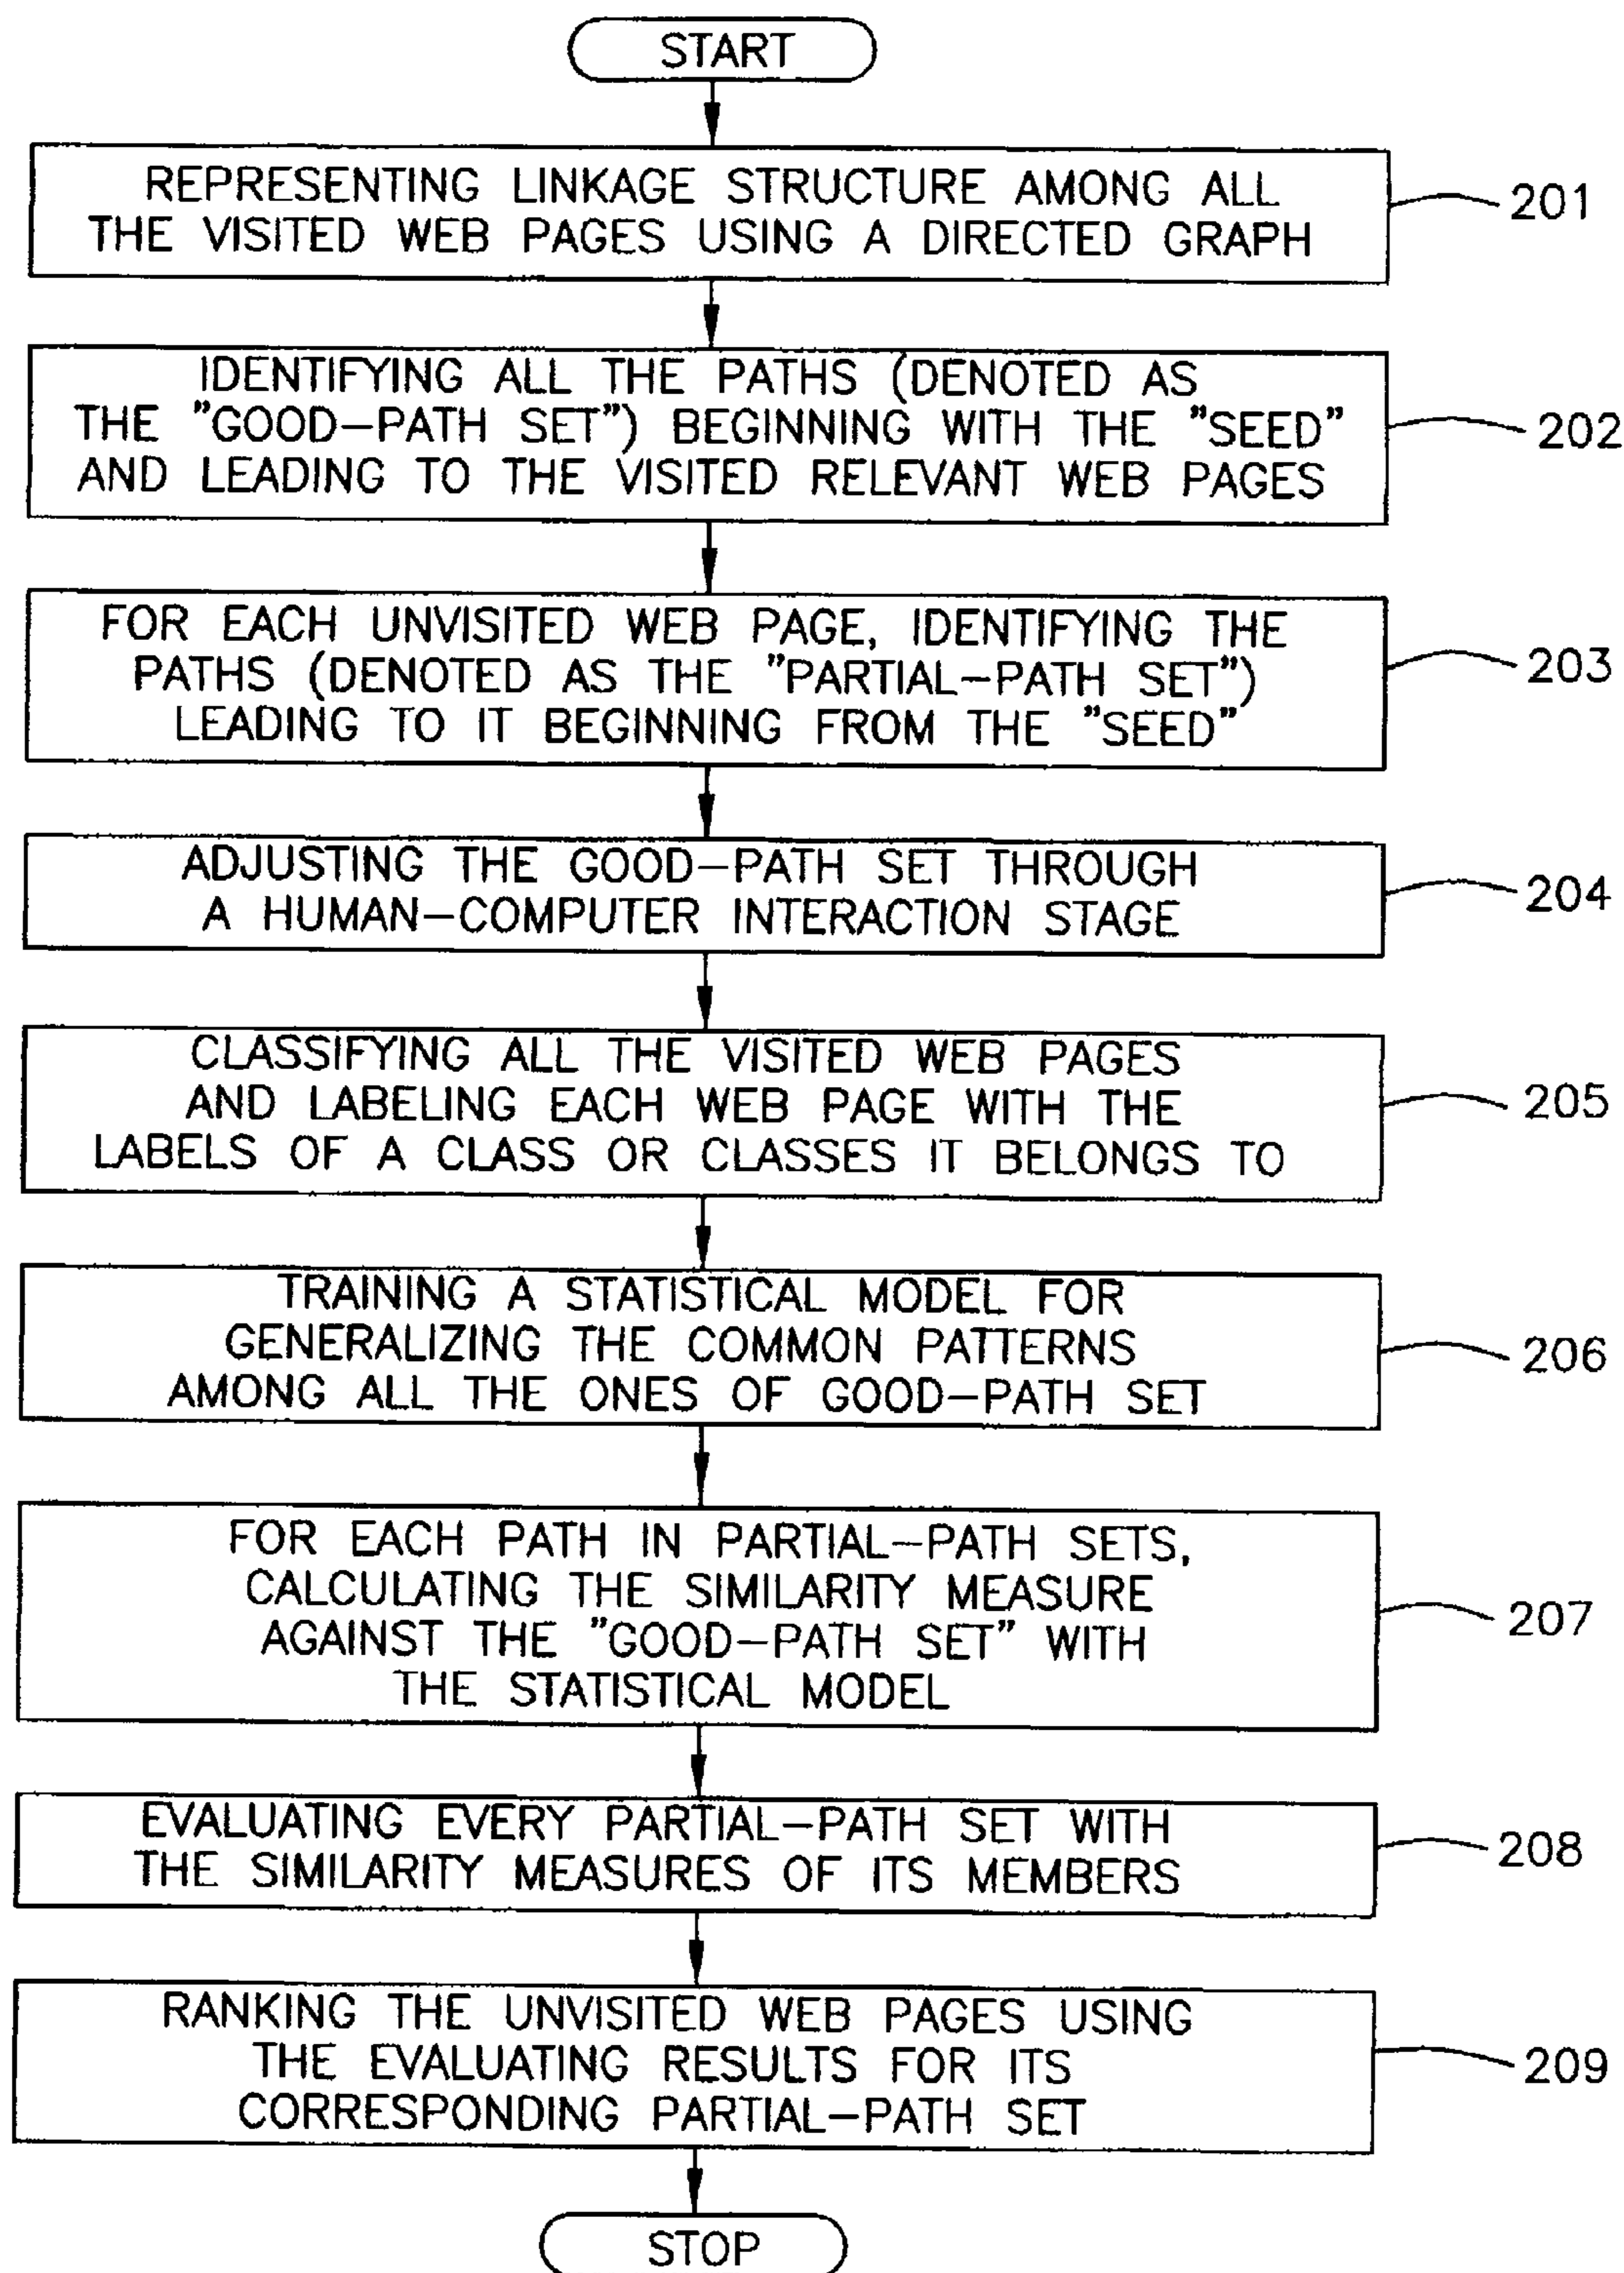 START
REPRESENTING LINKAGE STRUCTURE AMONG ALL
THE VISITED WEB PAGES USING A DIRECTED GRAPH
201
IDENTIFYING ALL THE PATHS (DENOTED AS
THE "GOOD-PATH SET") BEGINNING WITH THE "SEED"
AND LEADING TO THE VISITED RELEVANT WEB PAGES
202
FOR EACH UNVISITED WEB PAGE, IDENTIFYING THE
PATHS (DENOTED AS THE "PARTIAL-PATH SET")
LEADING TO IT BEGINNING FROM THE "SEED"
203
ADJUSTING THE GOOD-PATH SET THROUGH
A HUMAN-COMPUTER INTERACTION STAGE
204
CLASSIFYING ALL THE VISITED WEB PAGES
AND LABELING EACH WEB PAGE WITH THE
LABELS OF A CLASS OR CLASSES IT BELONGS TO
205
TRAINING A STATISTICAL MODEL FOR
GENERALIZING THE COMMON PATTERNS
AMONG ALL THE ONES OF GOOD-PATH SET
206
FOR EACH PATH IN PARTIAL-PATH SETS,
CALCULATING THE SIMILARITY MEASURE
AGAINST THE "GOOD-PATH SET" WITH
THE STATISTICAL MODEL
207
EVALUATING EVERY PARTIAL-PATH SET WITH
THE SIMILARITY MEASURES OF ITS MEMBERS
208
RANKING THE UNVISITED WEB PAGES USING
THE EVALUATING RESULTS FOR ITS
CORRESPONDING PARTIAL-PATH SET
209
STOP